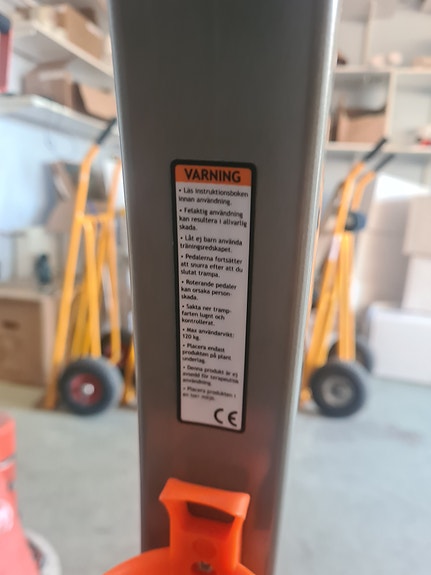 VARNING
• Läs instruktionsboken
innan användning.
• Felaktig användning
kan resultera i allvarlig
skada.
• Låt ej barn använda
träningsredskapet.
• Pedalerna fortsätter
att snurra efter att du
slutat trampa.
• Roterande pedaler
kan orsaka person-
skada.
• Sakta ner tramp-
farten lugnt och
kontrollerat.
• Max användarvikt:
120 kg.
• Placera endast
produkten på plant
underlag.
• Denna produkt är ej
avsedd för terapeutisk
användning.
• Placera produkten i
en
CE